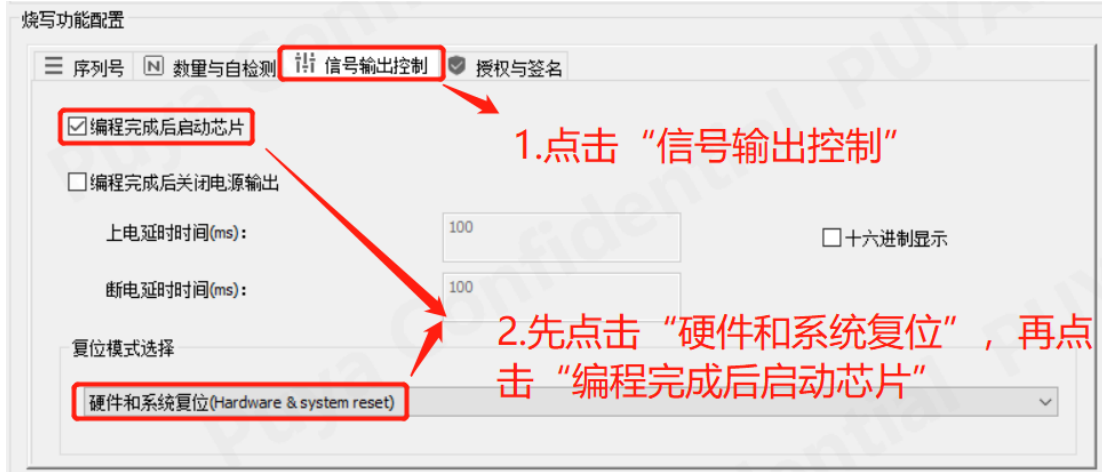 烧写功能配置
序列号 数量与自检测 信号输出控制 授权与签名
编程完成后启动芯片
1.点击“信号输出控制”
编程完成后关闭电源输出
上电延时时间(ms): 100 十六进制显示
断电延时时间(ms): 100
2.先点击“硬件和系统复位”，再点
击“编程完成后启动芯片”
复位模式选择
硬件和系统复位(Hardware & system reset)
Puya Confidential
PUYA
Puya Confidential